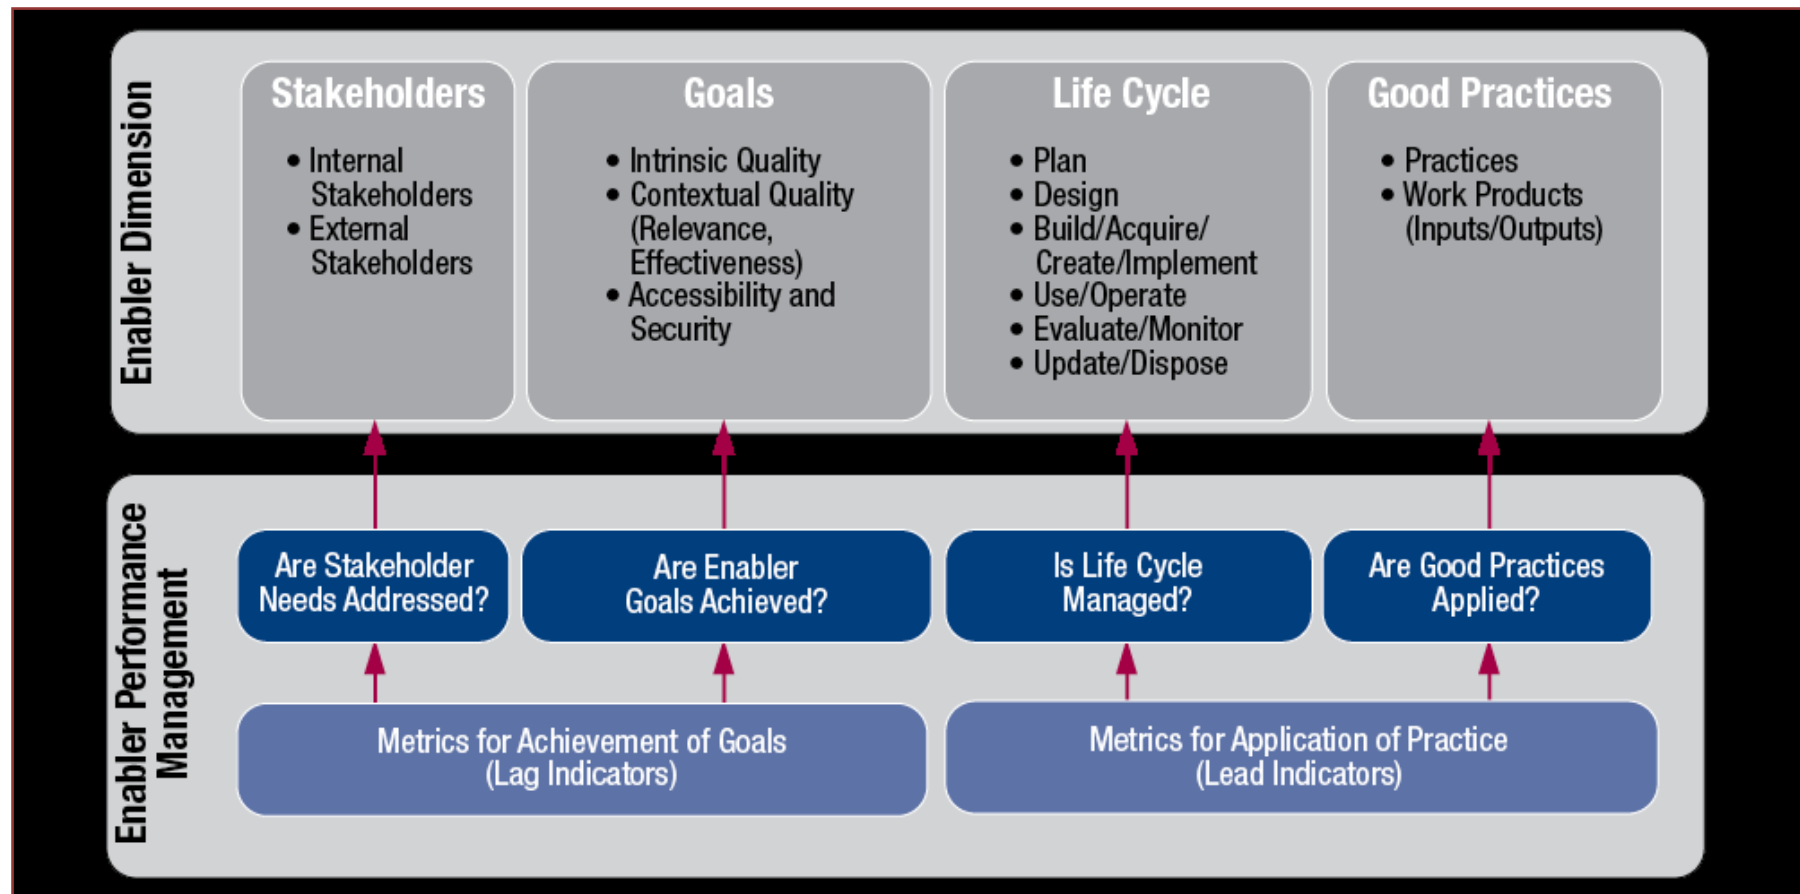 Enabler Dimension
Stakeholders
• Internal
Stakeholders
• External
Stakeholders
Goals
• Intrinsic Quality
• Contextual Quality
(Relevance,
Effectiveness)
• Accessibility and
Security
Life Cycle
• Plan
• Design
• Build/Acquire/
Create/Implement
• Use/Operate
• Evaluate/Monitor
• Update/Dispose
Good Practices
• Practices
• Work Products
(Inputs/Outputs)
Enabler Performance
Management
Are Stakeholder
Needs Addressed?
Are Enabler
Goals Achieved?
Is Life Cycle
Managed?
Are Good Practices
Applied?
Metrics for Achievement of Goals
(Lag Indicators)
Metrics for Application of Practice
(Lead Indicators)